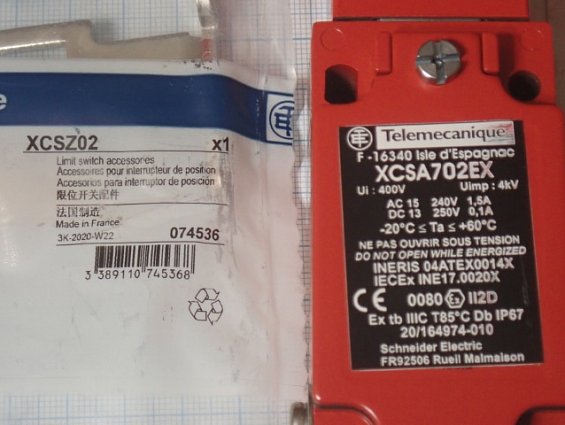 e
XCSZ02 x1
Limit switch accessories
Accessoires pour interrupteur de position
Accesorios para interruptor de posición
限位开关配件
法国制造
Made in France
3K-2020-W22 074536
3 389110 745368
Telemecanique
F -16340 Isle d'Espagnac
XCSA702EX
Ui : 400V Uimp : 4kV
AC 15 240V 1,5A
DC 13 250V 0,1A
-20°C ≤ Ta ≤ +60°C
NE PAS OUVRIR SOUS TENSION
DO NOT OPEN WHILE ENERGIZED
INERIS 04ATEX0014X
IECEx INE17.0020X
CE 0080 Ex II2D
Ex tb IIIC T85°C Db IP67
20/164974-010
Schneider Electric
FR92506 Rueil Malmaison